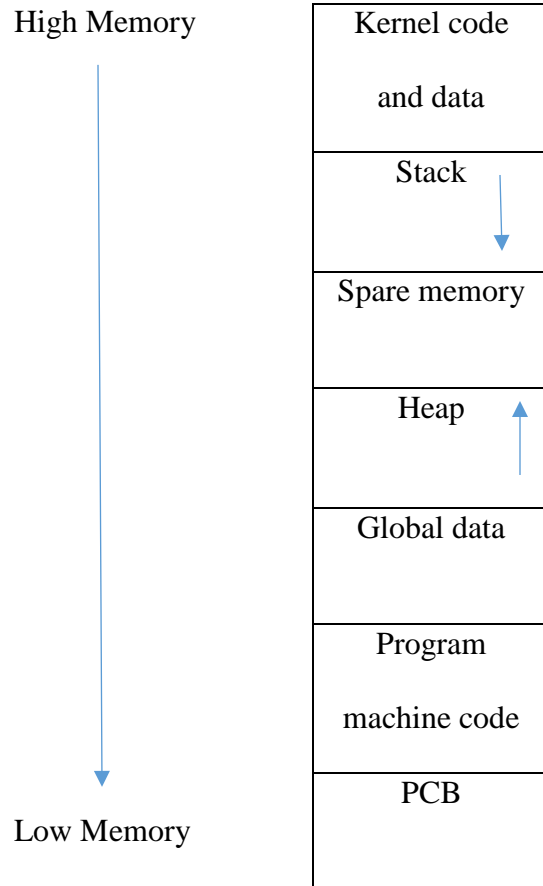 High Memory
Kernel code
and data
Stack
Spare memory
Heap
Global data
Program
machine code
PCB
Low Memory